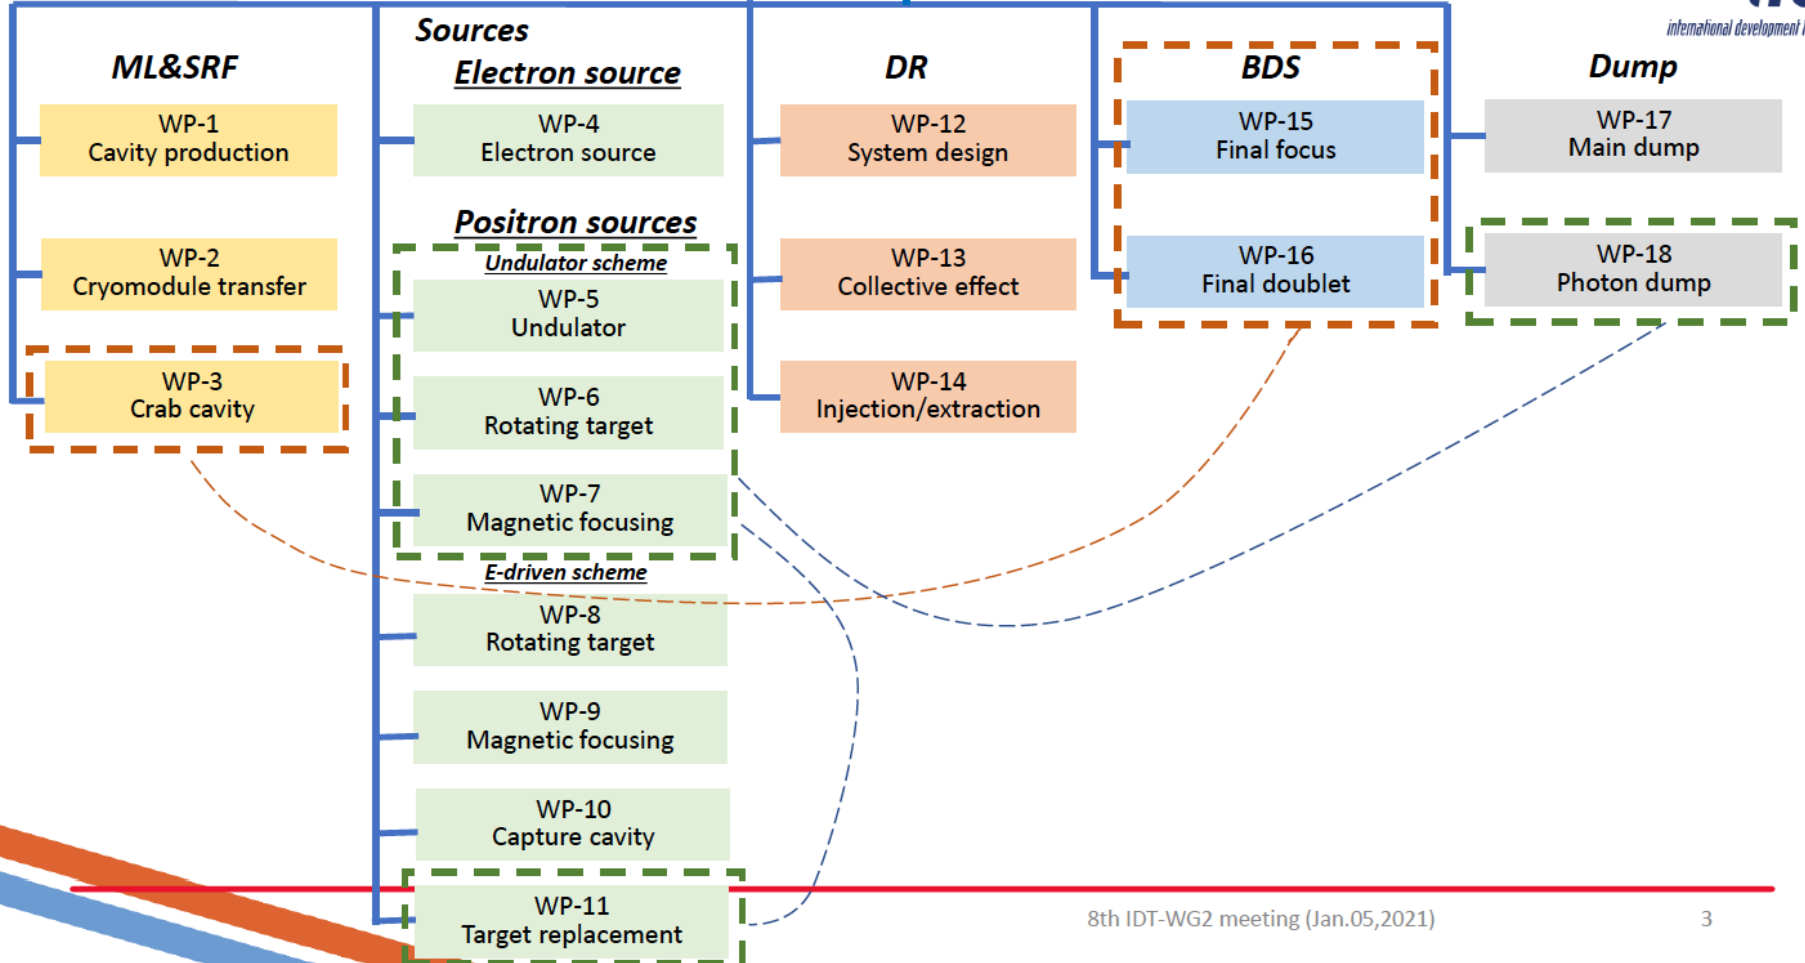 international development
ML&SRF
WP-1
Cavity production
WP-2
Cryomodule transfer
WP-3
Crab cavity
Sources
Electron source
WP-4
Electron source
Positron sources
Undulator scheme
WP-5
Undulator
WP-6
Rotating target
WP-7
Magnetic focusing
E-driven scheme
WP-8
Rotating target
WP-9
Magnetic focusing
WP-10
Capture cavity
WP-11
Target replacement
DR
WP-12
System design
WP-13
Collective effect
WP-14
Injection/extraction
BDS
WP-15
Final focus
WP-16
Final doublet
Dump
WP-17
Main dump
WP-18
Photon dump
8th IDT-WG2 meeting (Jan.05,2021)
3